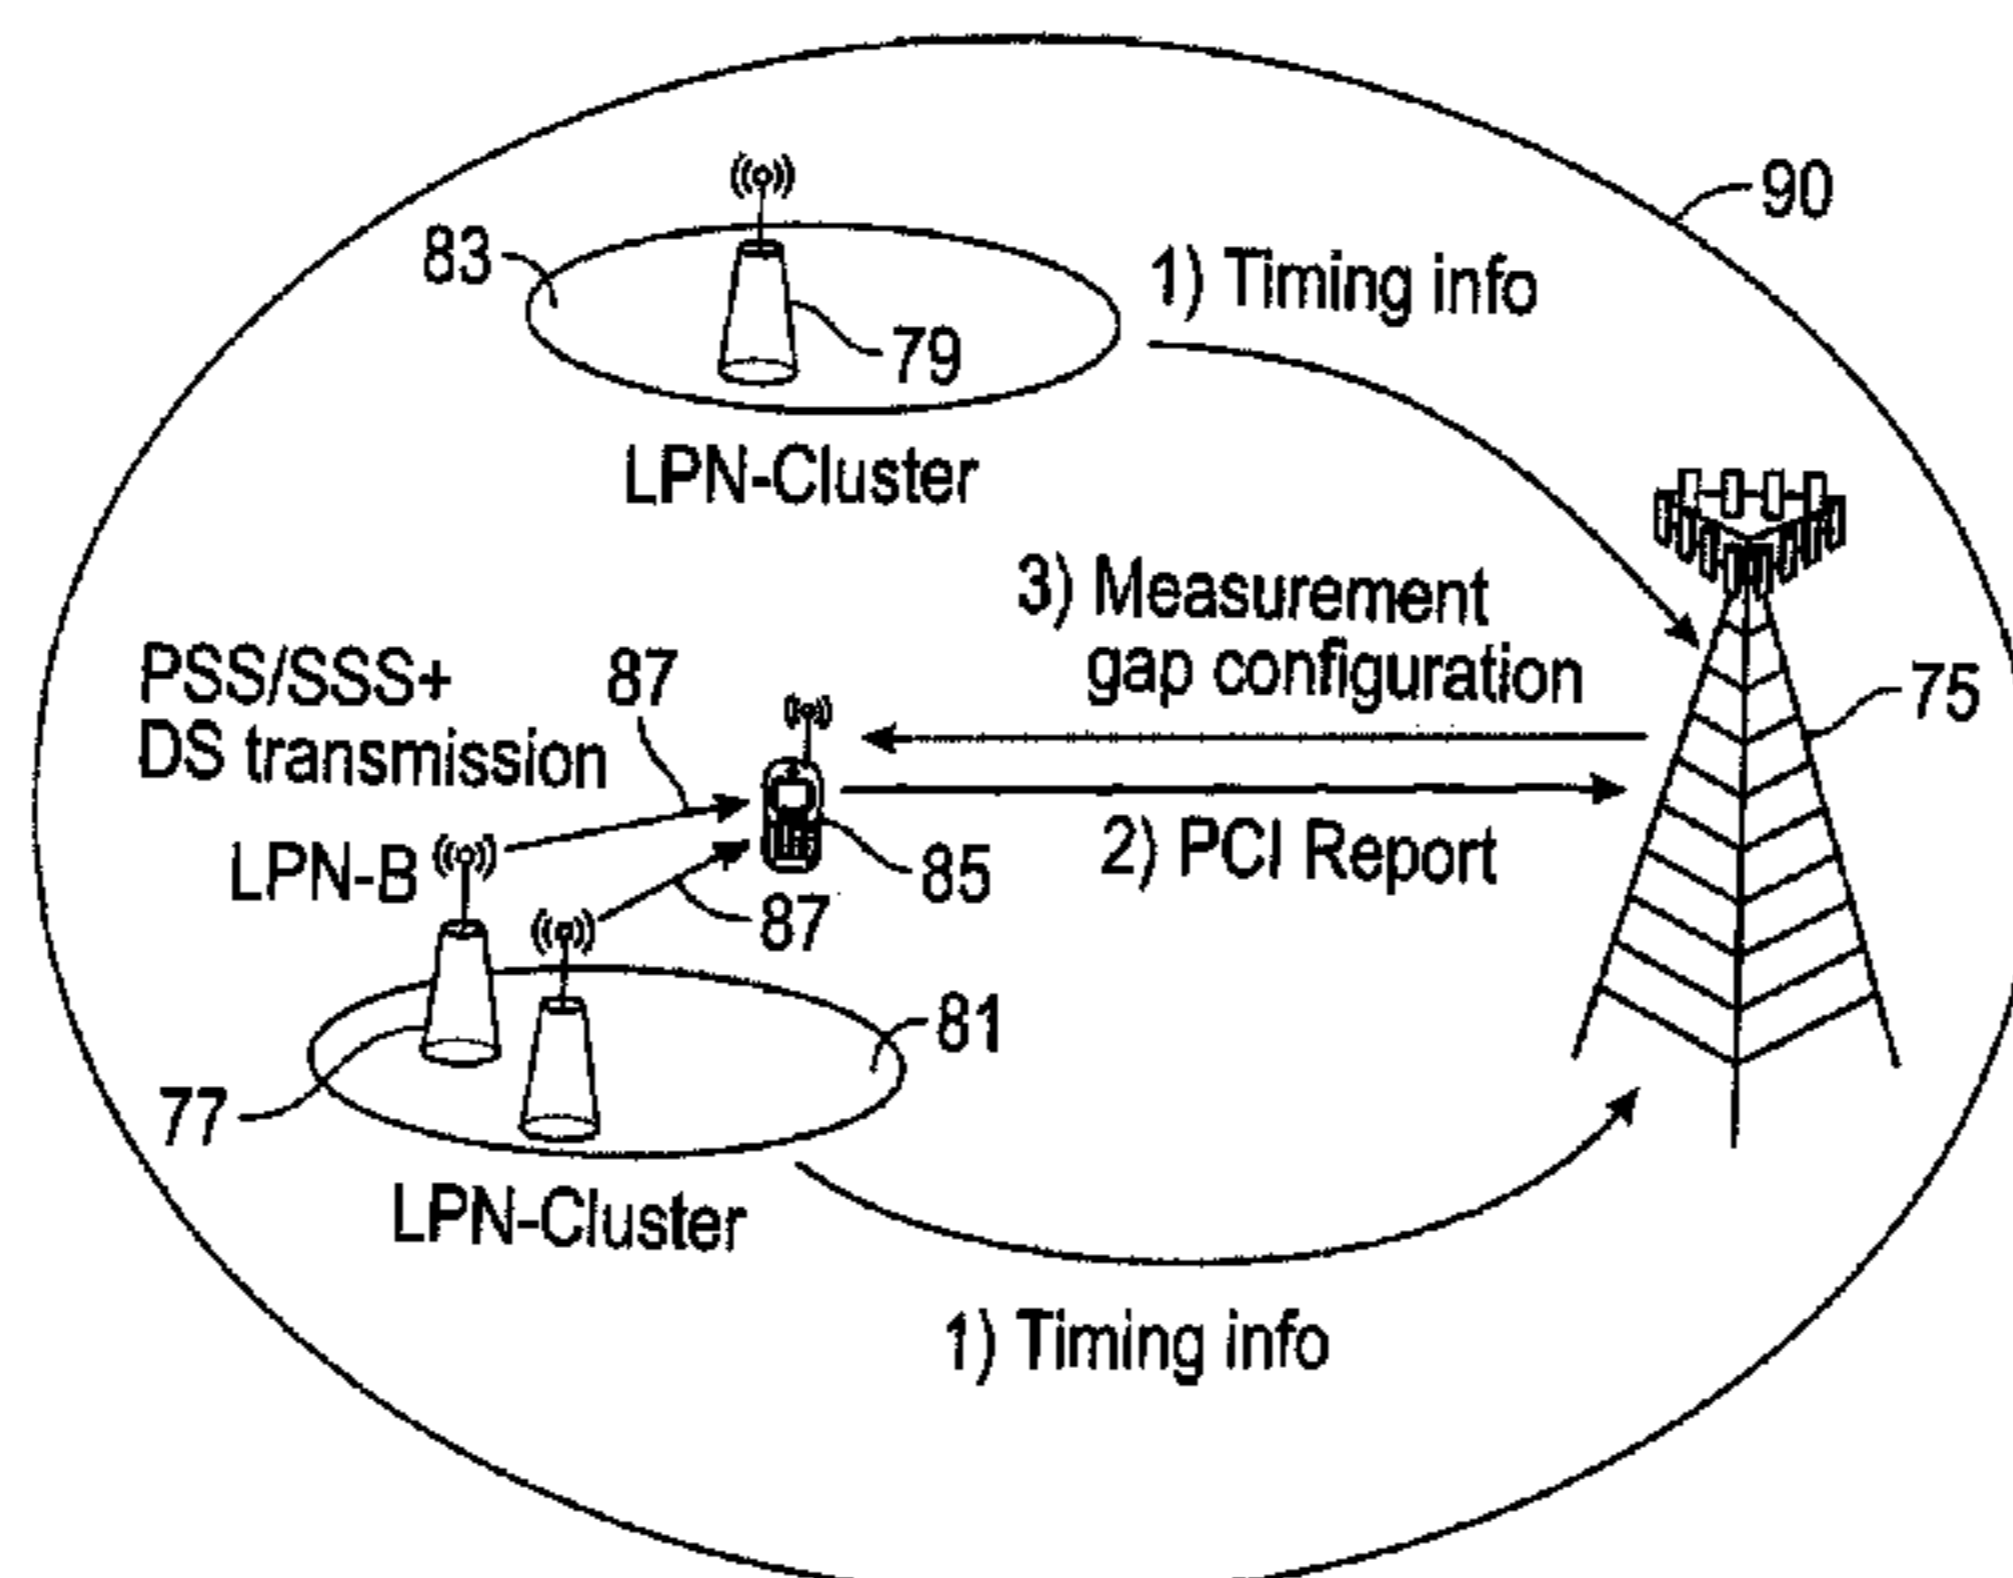 90
83
1) Timing info
79
LPN-Cluster
3) Measurement
gap configuration
PSS/SSS+
DS transmission
87
75
LPN-B
85
2) PCI Report
87
81
77
LPN-Cluster
1) Timing info